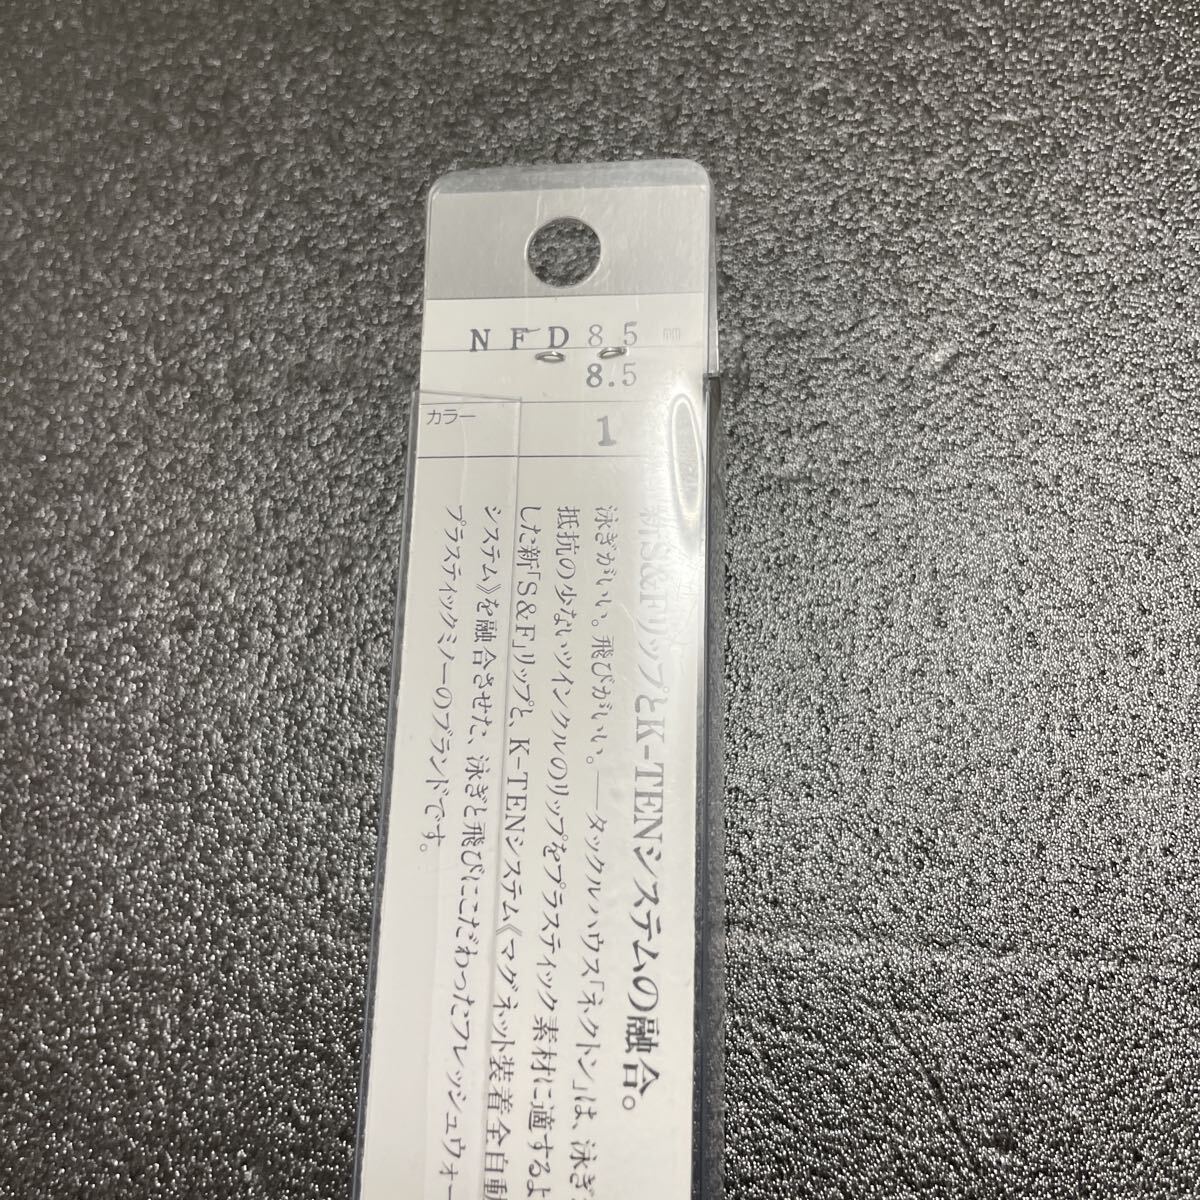 NFD85 mm
8.5
カラー 1
新S&FリップとK-TENシステムの融合。
泳ぎがいい。飛びがいい。—タックルハウス「ネクトン」は、泳ぎ
抵抗の少ないツインクルのリップをプラスティック素材に適するよ
した新「S&F」リップと、K-TENシステム《マグネット装着全自動
システム》を融合させた、泳ぎと飛びにこだわったフレッシュウォー
プラスティックミノーのブランドです。